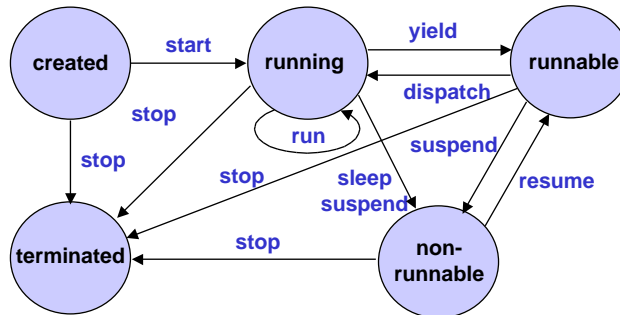 yield
start
created
running
runnable
dispatch
stop
run
suspend
stop
stop
sleep
resume
suspend
stop
non-
runnable
terminated